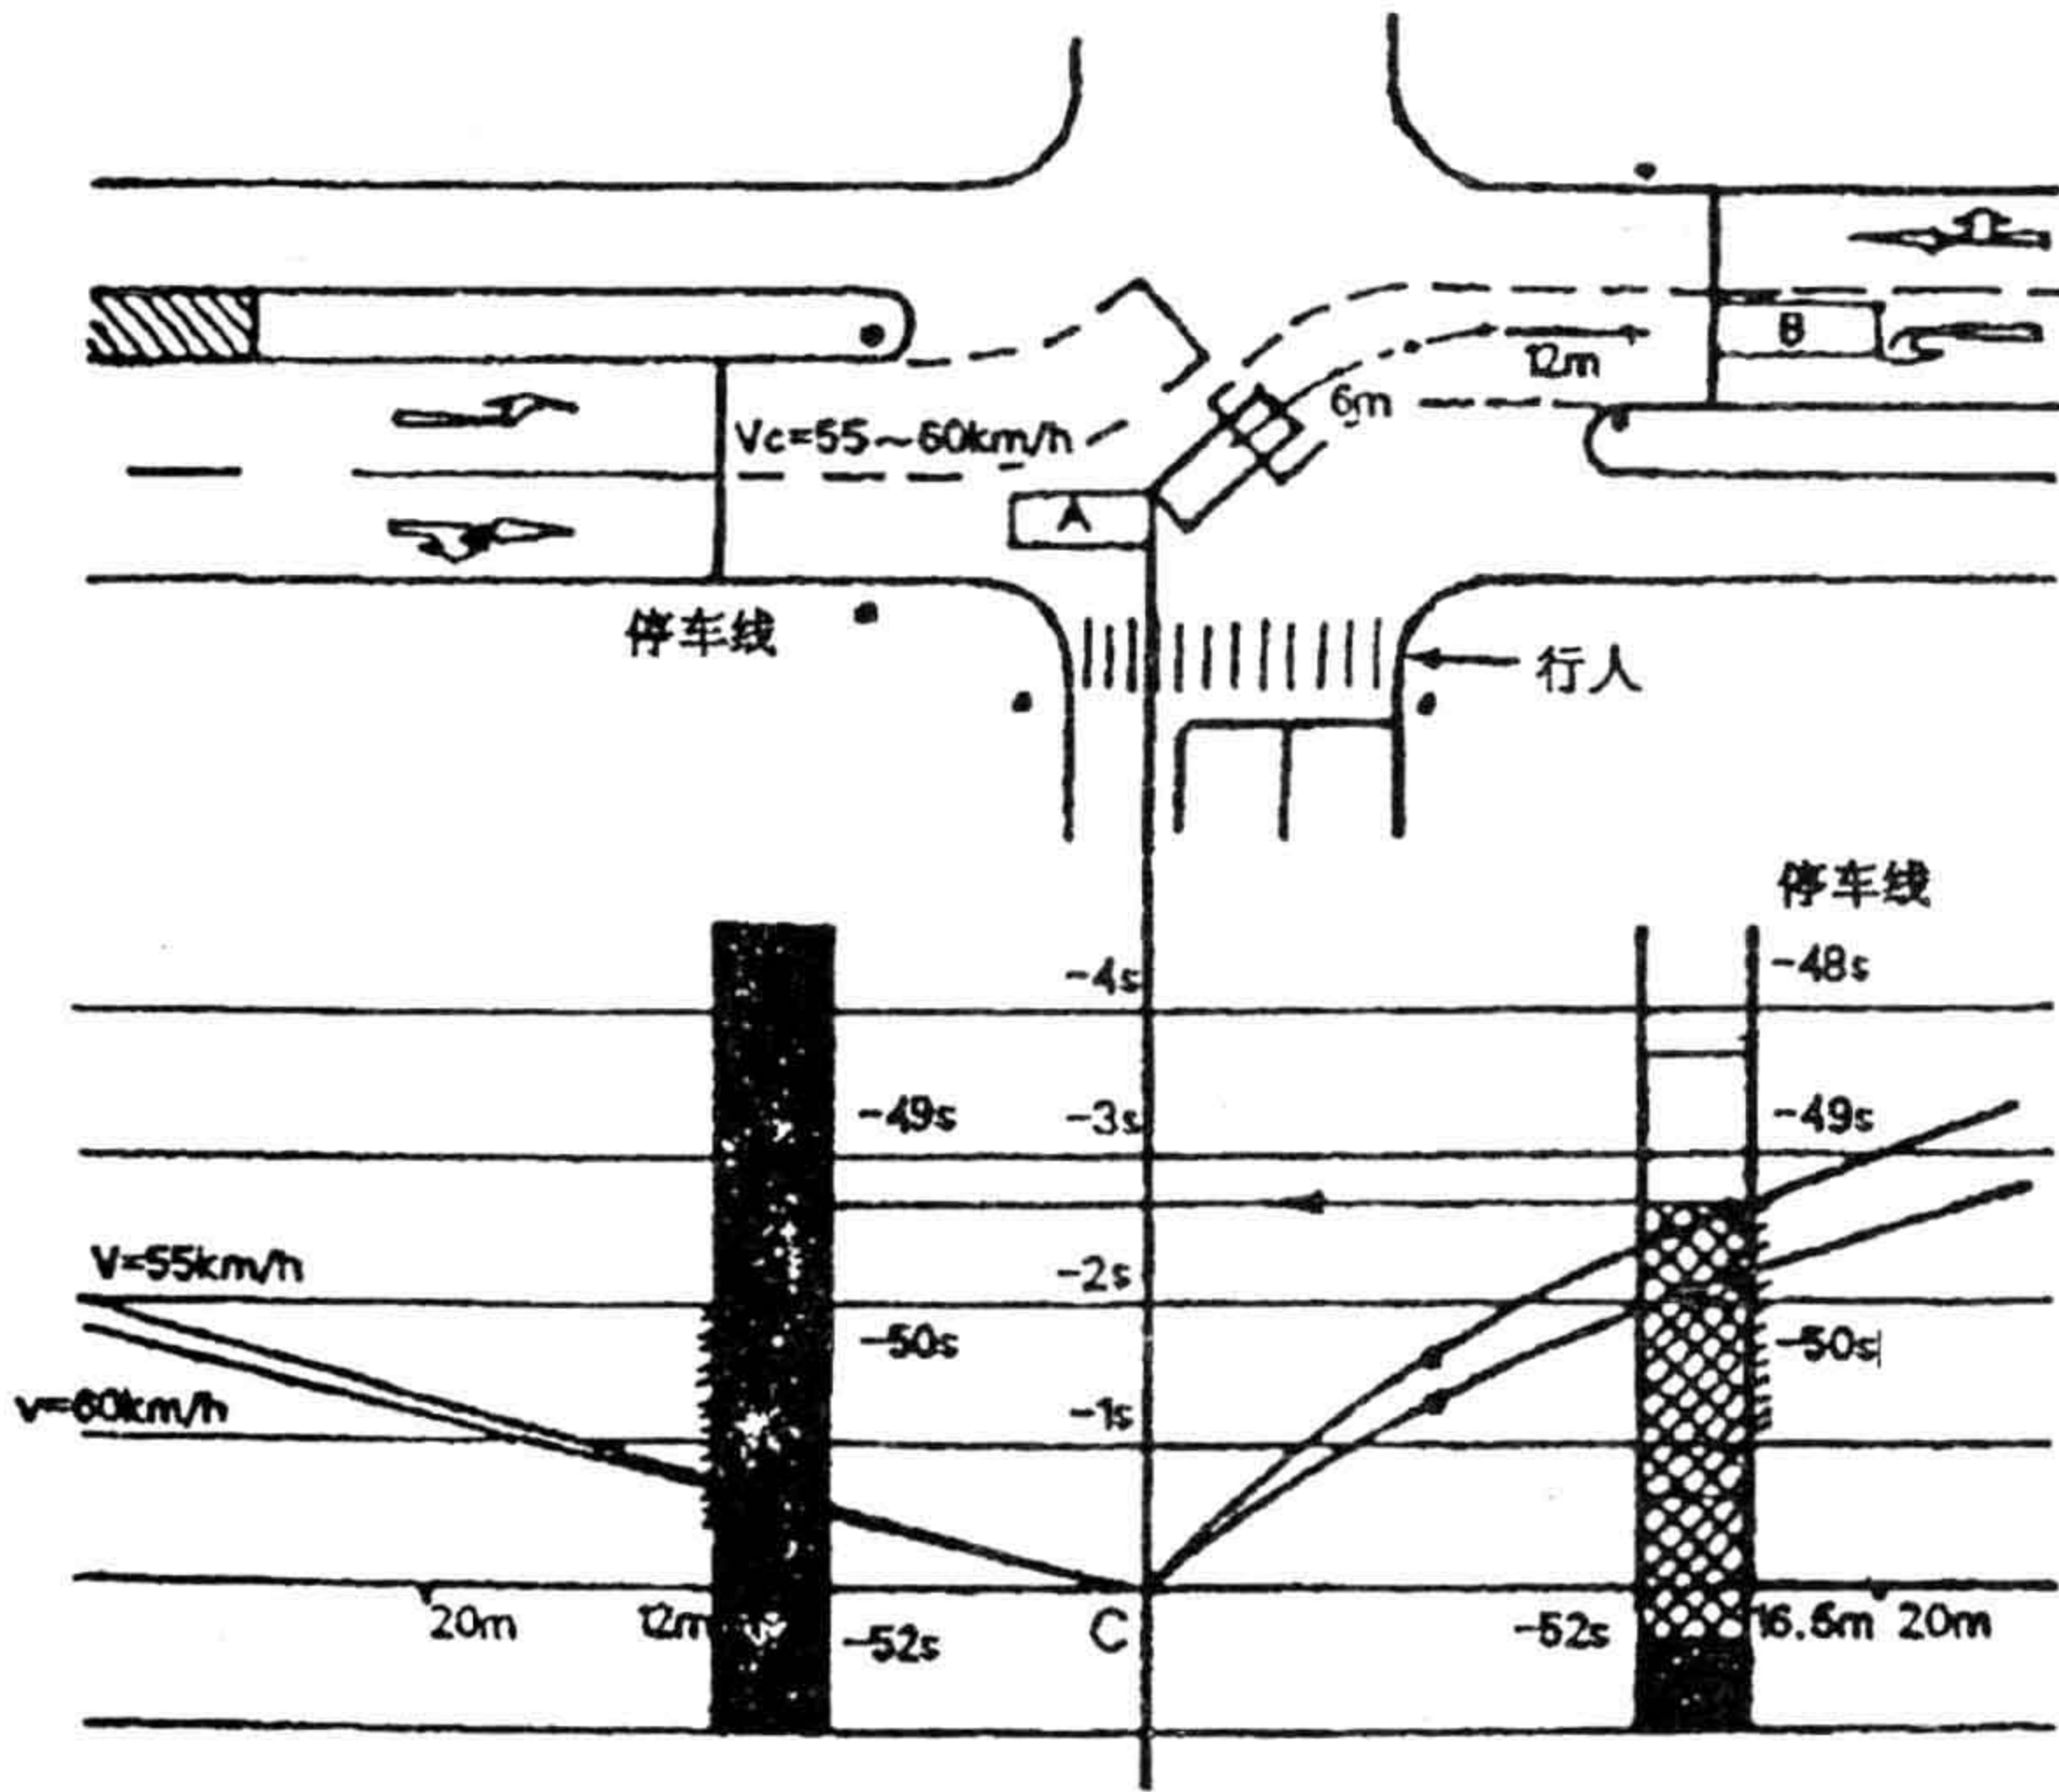 B
12m
6m
Vc=55~60km/h
A
停车线
行人
停车线
-4s
-48s
-49s
-3s
-49s
V=55km/h
-2s
-50s
-50s
v=60km/h
-1s
20m
12m
-52s
C
-52s
16.5m
20m